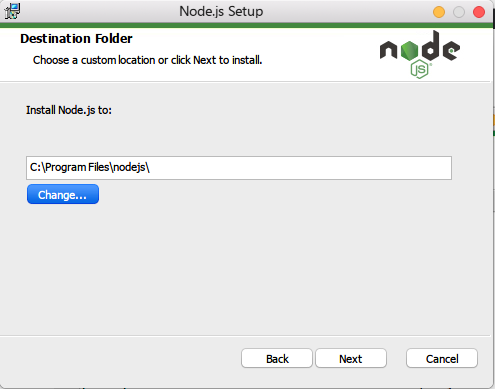 Node.js Setup
Destination Folder
Choose a custom location or click Next to install.
node
JS
Install Node.js to:
C:\Program Files\nodejs\
Change...
Back
Next
Cancel